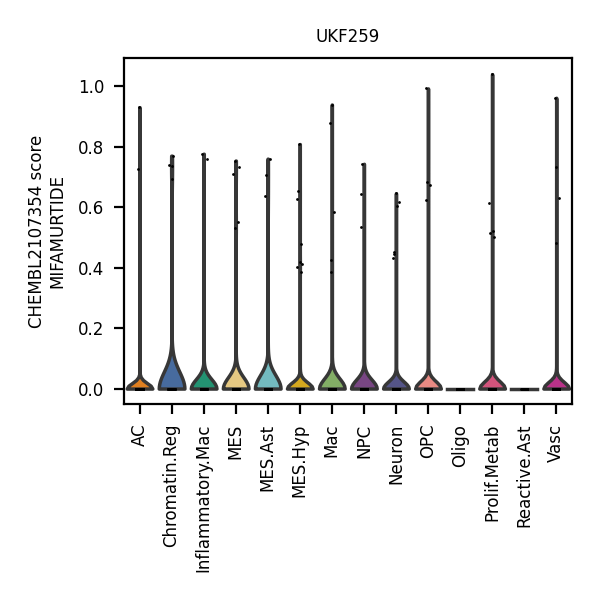 UKF259
CHEMBL2107354 score
MIFAMURTIDE
1.0
0.8
0.6
0.4
0.2
0.0
AC
Chromatin.Reg
Inflammatory.Mac
MES
MES.Ast
MES.Hyp
Mac
NPC
Neuron
OPC
Oligo
Prolif.Metab
Reactive.Ast
Vasc